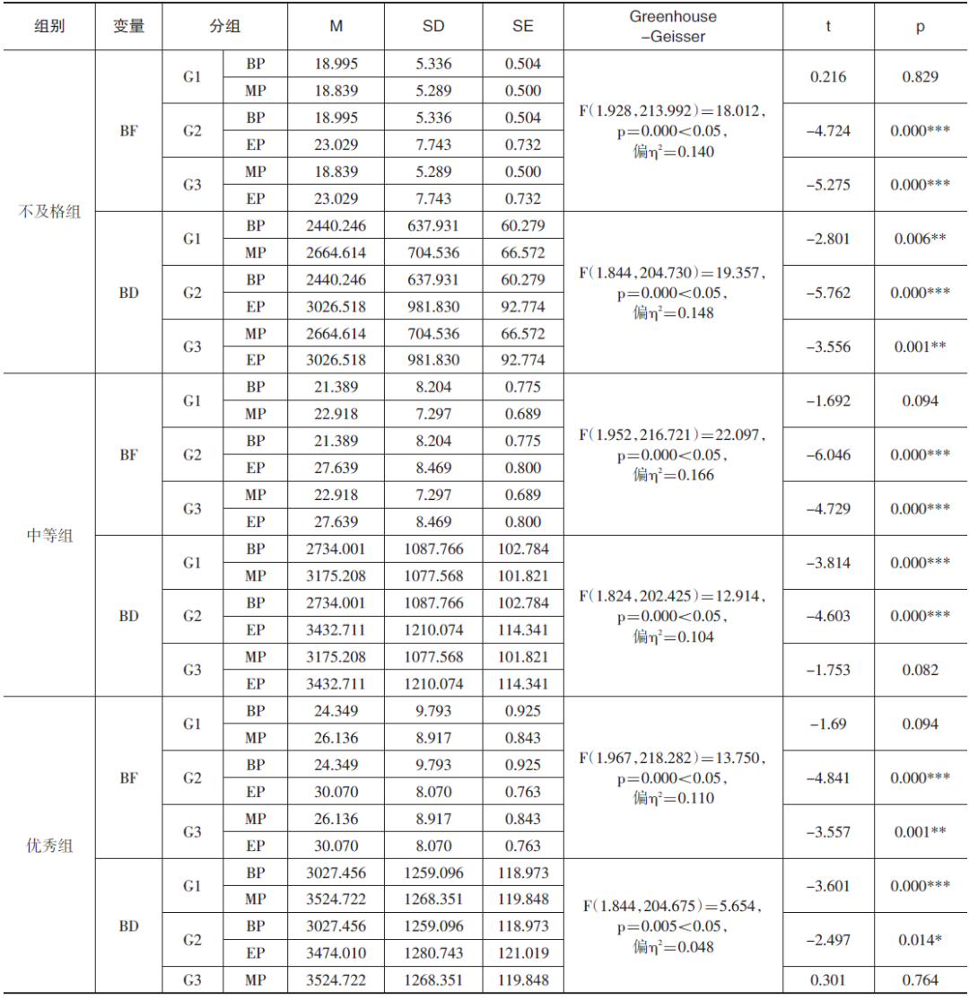 组别 变量 分组 M SD SE Greenhouse
–Geisser t p
不及格组 BF G1 BP 18.995 5.336 0.504 F(1.928,213.992)=18.012,
p=0.000<0.05,
偏η²=0.140 0.216 0.829
MP 18.839 5.289 0.500
G2 BP 18.995 5.336 0.504 –4.724 0.000***
EP 23.029 7.743 0.732
G3 MP 18.839 5.289 0.500 –5.275 0.000***
EP 23.029 7.743 0.732
BD G1 BP 2440.246 637.931 60.279 F(1.844,204.730)=19.357,
p=0.000<0.05,
偏η²=0.148 –2.801 0.006**
MP 2664.614 704.536 66.572
G2 BP 2440.246 637.931 60.279 –5.762 0.000***
EP 3026.518 981.830 92.774
G3 MP 2664.614 704.536 66.572 –3.556 0.001**
EP 3026.518 981.830 92.774
中等组 BF G1 BP 21.389 8.204 0.775 F(1.952,216.721)=22.097,
p=0.000<0.05,
偏η²=0.166 –1.692 0.094
MP 22.918 7.297 0.689
G2 BP 21.389 8.204 0.775 –6.046 0.000***
EP 27.639 8.469 0.800
G3 MP 22.918 7.297 0.689 –4.729 0.000***
EP 27.639 8.469 0.800
BD G1 BP 2734.001 1087.766 102.784 F(1.824,202.425)=12.914,
p=0.000<0.05,
偏η²=0.104 –3.814 0.000***
MP 3175.208 1077.568 101.821
G2 BP 2734.001 1087.766 102.784 –4.603 0.000***
EP 3432.711 1210.074 114.341
G3 MP 3175.208 1077.568 101.821 –1.753 0.082
EP 3432.711 1210.074 114.341
优秀组 BF G1 BP 24.349 9.793 0.925 F(1.967,218.282)=13.750,
p=0.000<0.05,
偏η²=0.110 –1.69 0.094
MP 26.136 8.917 0.843
G2 BP 24.349 9.793 0.925 –4.841 0.000***
EP 30.070 8.070 0.763
G3 MP 26.136 8.917 0.843 –3.557 0.001**
EP 30.070 8.070 0.763
BD G1 BP 3027.456 1259.096 118.973 F(1.844,204.675)=5.654,
p=0.005<0.05,
偏η²=0.048 –3.601 0.000***
MP 3524.722 1268.351 119.848
G2 BP 3027.456 1259.096 118.973 –2.497 0.014*
EP 3474.010 1280.743 121.019
G3 MP 3524.722 1268.351 119.848 0.301 0.764